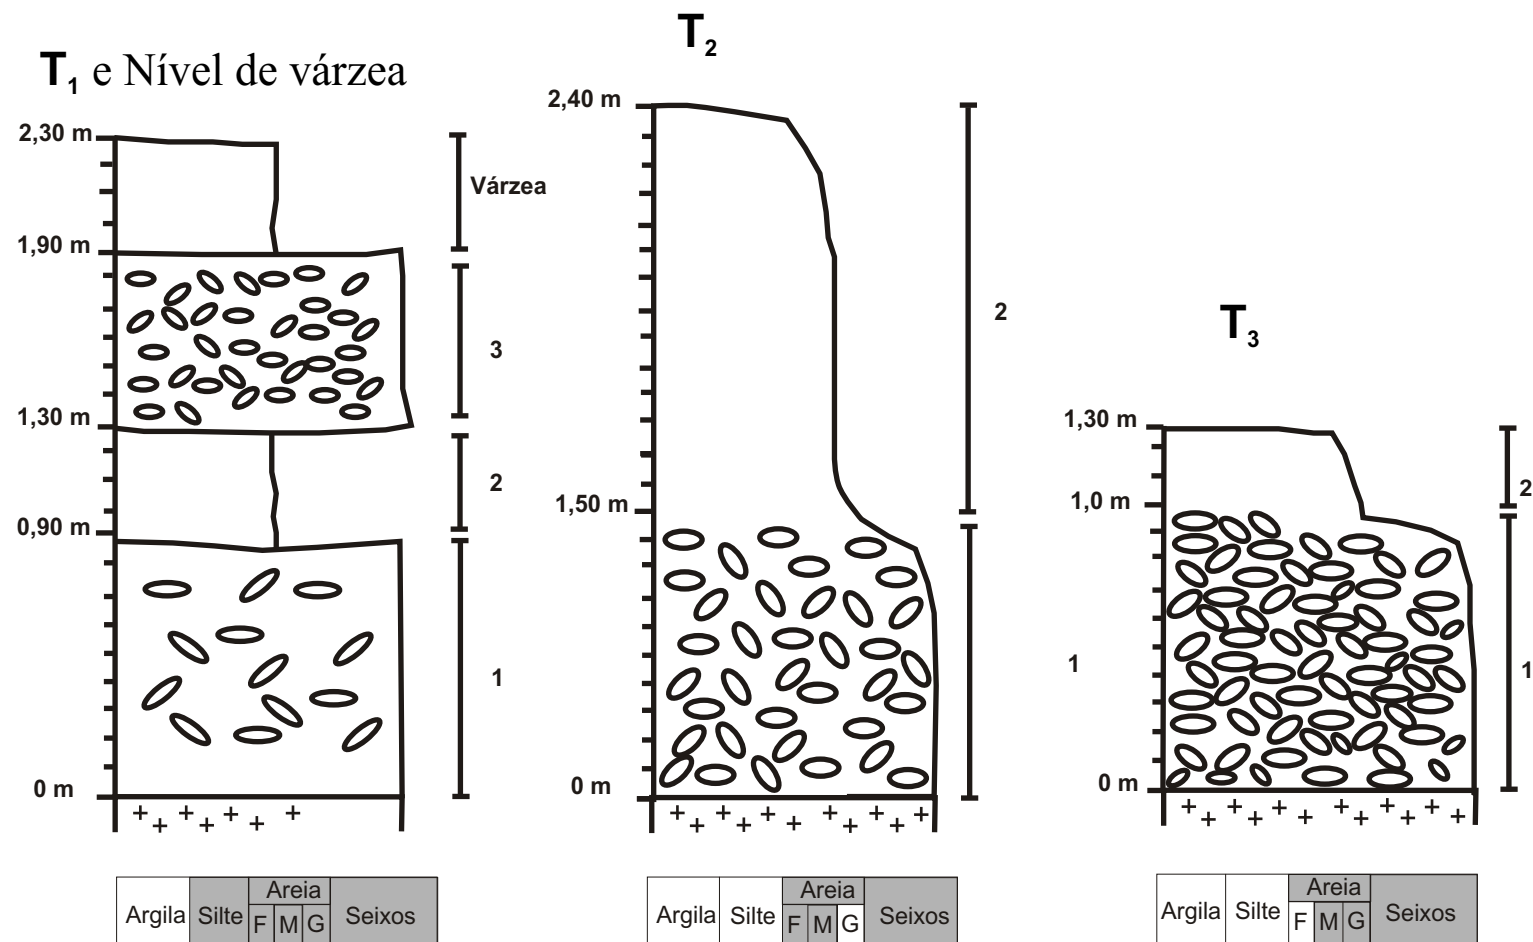 T₁ e Nível de várzea
2,30 m
Várzea
1,90 m
3
1,30 m
2
0,90 m
1
0 m
Argila Silte Areia Seixos
F M G
T₂
2,40 m
2
1,50 m
1
0 m
Argila Silte Areia Seixos
F M G
T₃
1,30 m
2
1,0 m
1
0 m
Argila Silte Areia Seixos
F M G